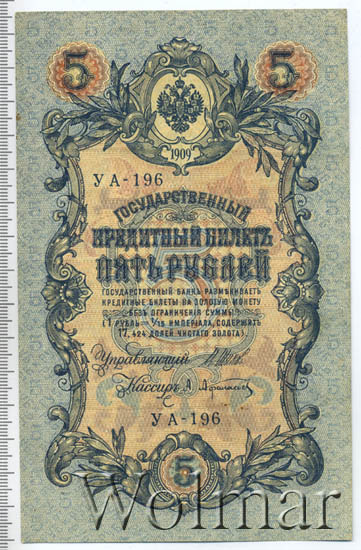 5 5
1909
УА-196
ГОСУДАРСТВЕННЫЙ
КРЕДИТНЫЙ БИЛЕТЪ
ПЯТЬ РУБЛЕЙ
ГОСУДАРСТВЕННЫЙ БАНКЪ РАЗМѢНИВАЕТЪ
КРЕДИТНЫЕ БИЛЕТЫ НА ЗОЛОТУЮ МОНЕТУ
БЕЗЪ ОГРАНИЧЕНІЯ СУММЫ
(1 РУБЛЬ = 1/15 ИМПЕРІАЛА, СОДЕРЖИТЪ
17,424 ДОЛЕЙ ЧИСТАГО ЗОЛОТА).
Управляющій
Кассиръ
УА-196
5
Wolmar